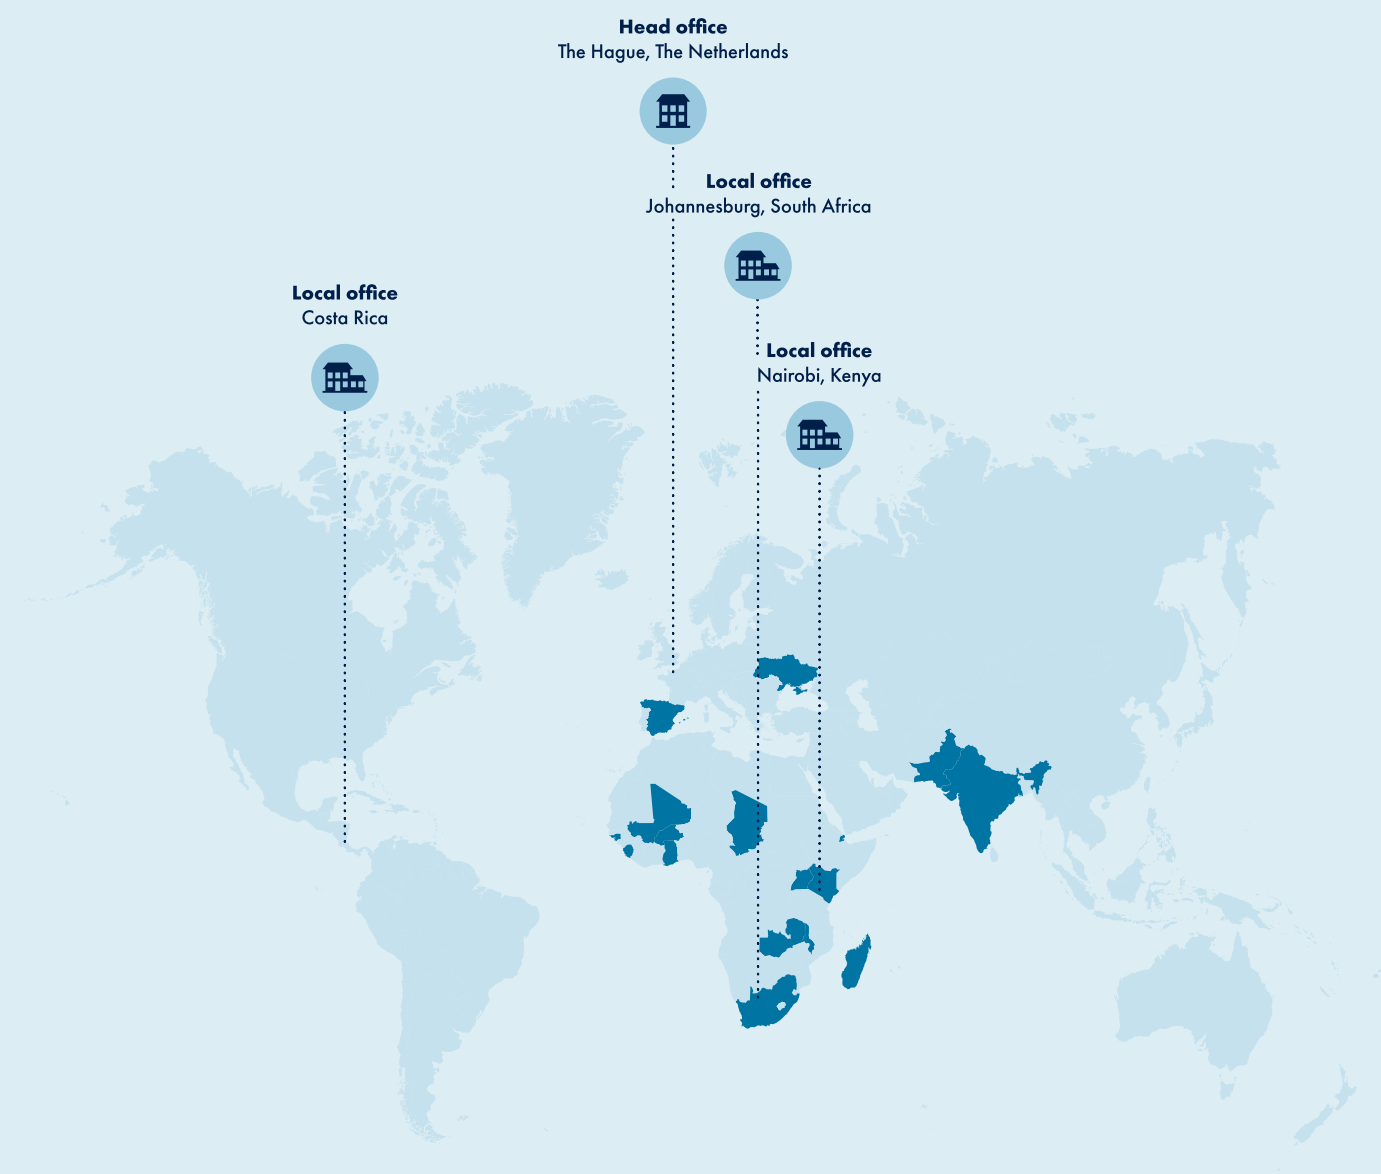 Head office
The Hague, The Netherlands
Local office
Johannesburg, South Africa
Local office
Costa Rica
Local office
Nairobi, Kenya